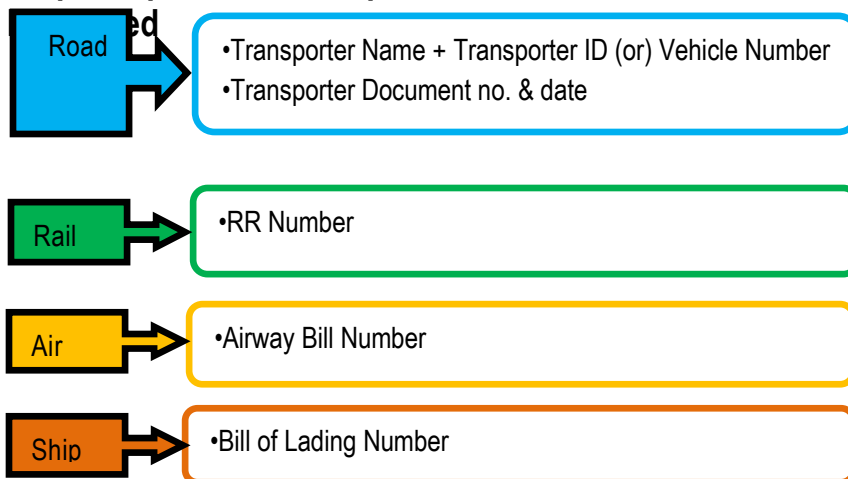 Road
•Transporter Name + Transporter ID (or) Vehicle Number
•Transporter Document no. & date
Rail
•RR Number
Air
•Airway Bill Number
Ship
•Bill of Lading Number